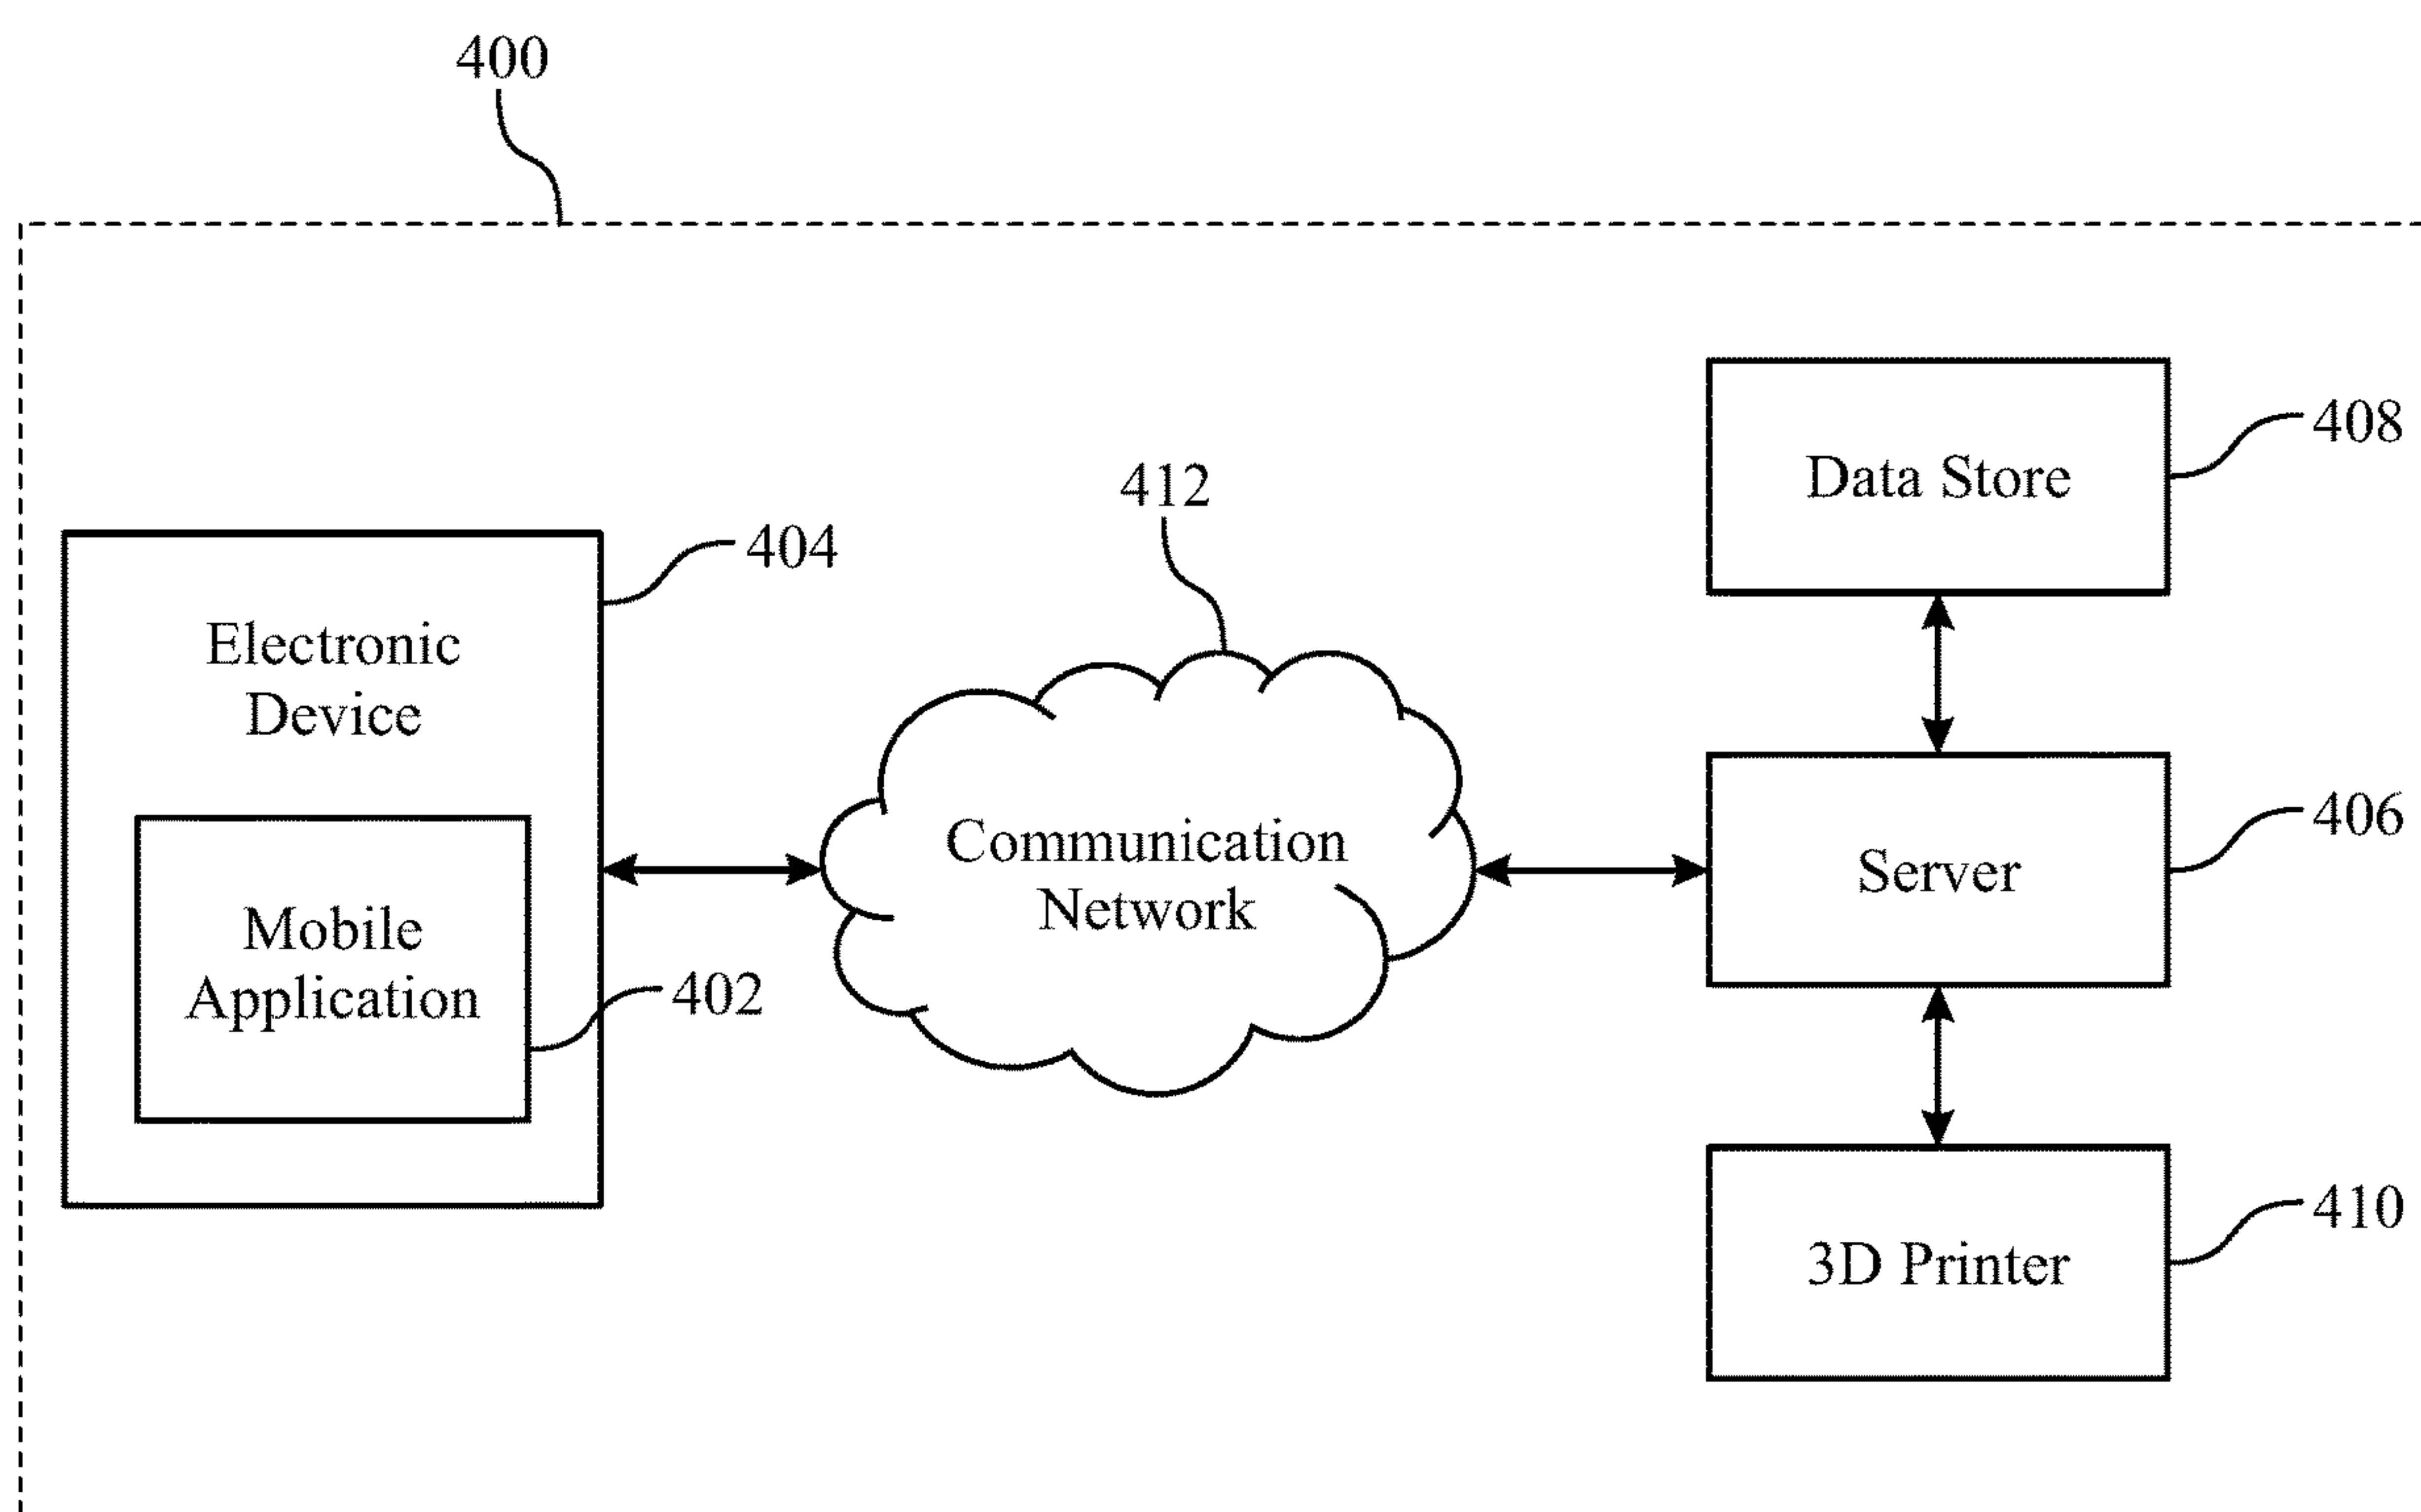 400
408
Data Store
412
404
Electronic
Device
406
Communication
Network
Server
Mobile
Application
402
410
3D Printer